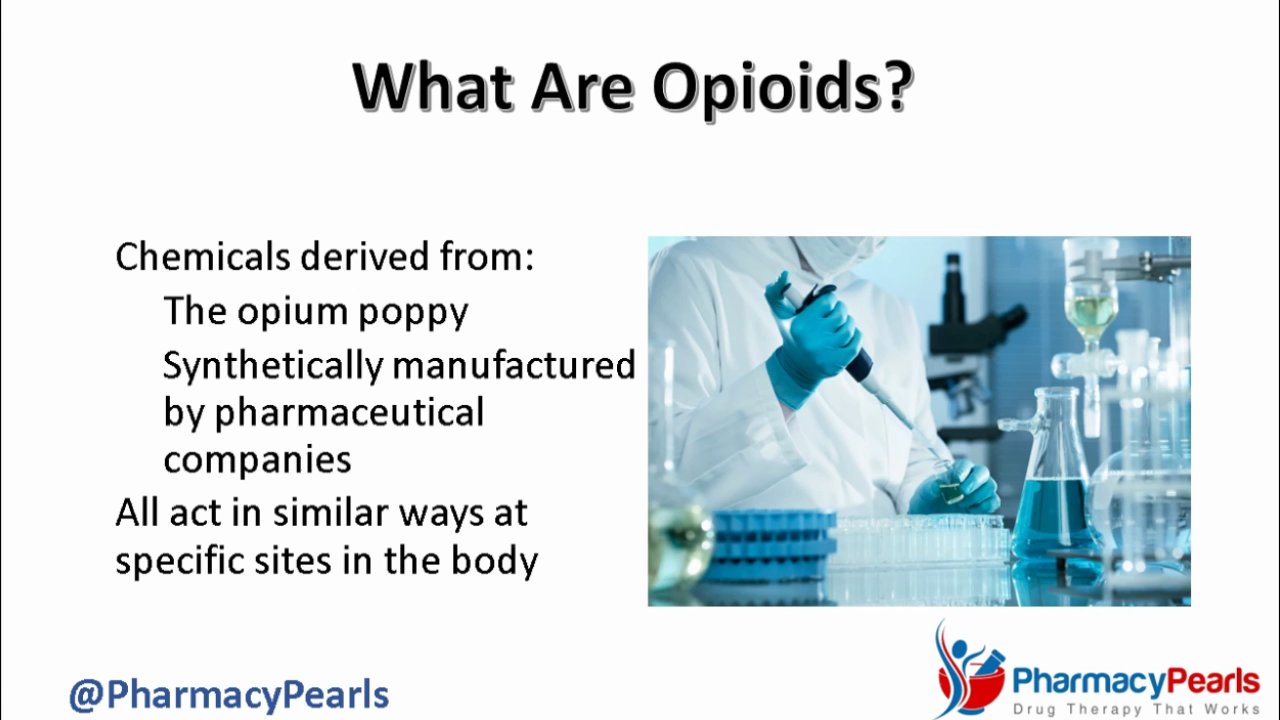 What Are Opioids?
Chemicals derived from:
The opium poppy
Synthetically manufactured
by pharmaceutical
companies
All act in similar ways at
specific sites in the body
@PharmacyPearls
PharmacyPearls
Drug Therapy That Works